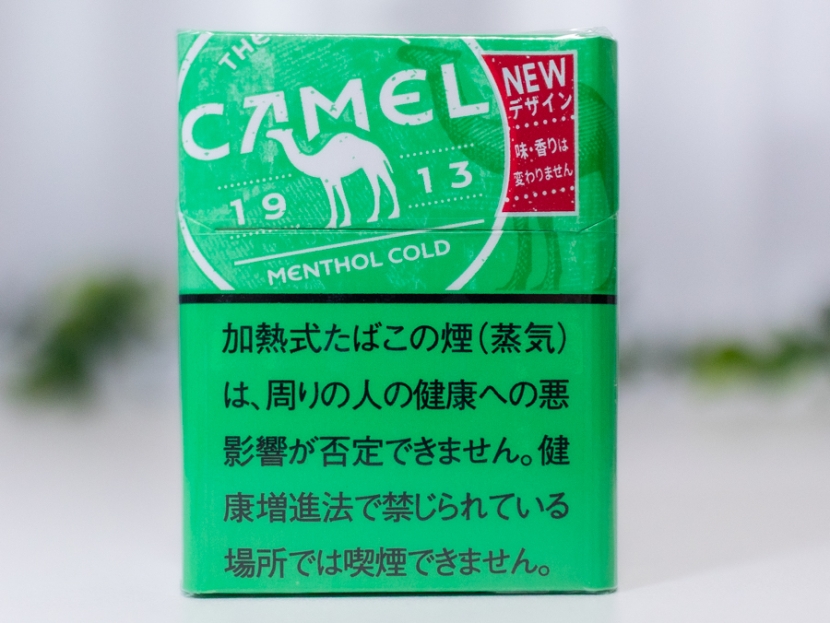 THE
CAMEL
19 13
MENTHOL COLD
NEW
デザイン
味・香りは
変わりません
加熱式たばこの煙(蒸気)
は、周りの人の健康への悪
影響が否定できません。健
康増進法で禁じられている
場所では喫煙できません。